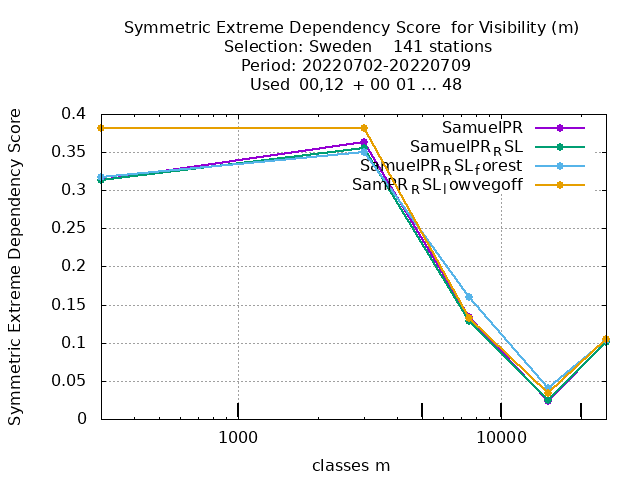 Symmetric Extreme Dependency Score  for Visibility (m)
Selection: Sweden    141 stations
Period: 20220702-20220709
Used  00,12  + 00 01 ... 48
Symmetric Extreme Dependency Score
0.4
0.35
0.3
0.25
0.2
0.15
0.1
0.05
0
SamuelPR
SamuelPR_RSL
SamuelPR_RSL_forest
SamPR_RSL_lowvegoff
1000
10000
classes m